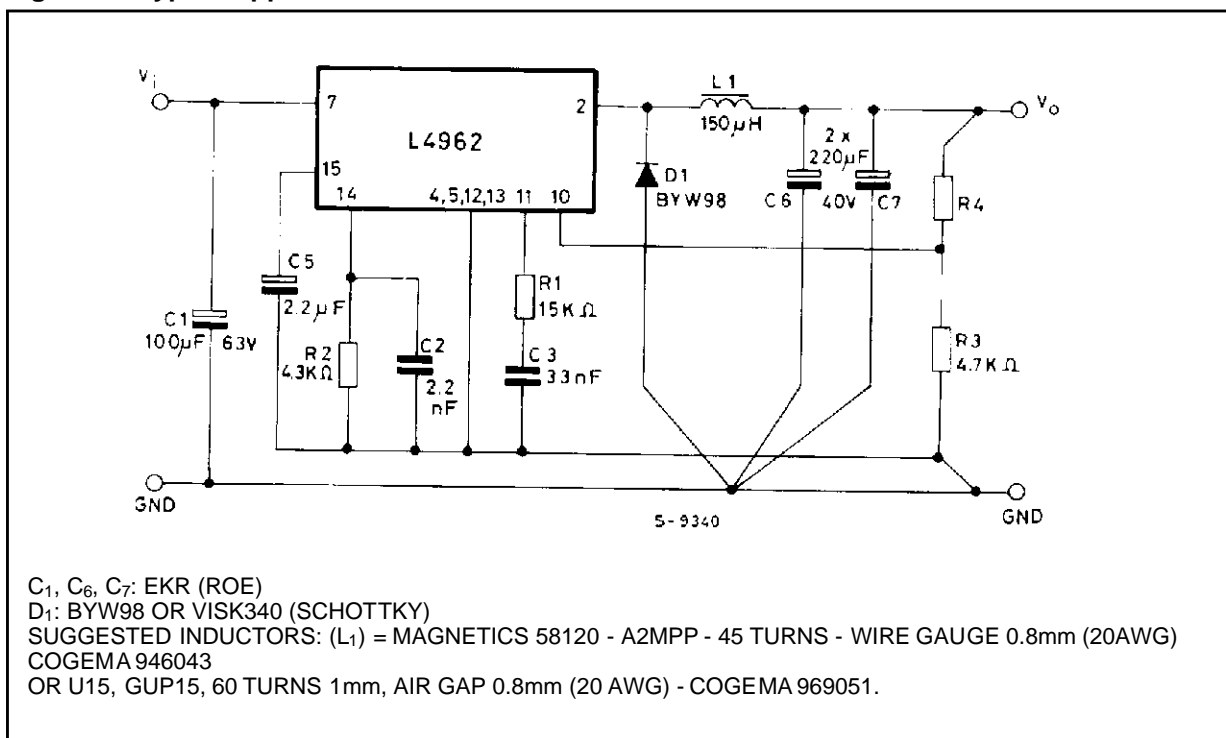 Vi
7
2
L4962
15
14
4,5,12,13
11
10
L1
150µH
Vo
2 x
220µF
D1
BYW98
C6
40V
C7
R4
C5
2.2µF
R1
15KΩ
C1
100µF
63V
R2
4.3KΩ
C2
2.2
nF
C3
33nF
R3
4.7KΩ
GND
S-9340
GND
C1, C6, C7: EKR (ROE)
D1: BYW98 OR VISK340 (SCHOTTKY)
SUGGESTED INDUCTORS: (L1) = MAGNETICS 58120 - A2MPP - 45 TURNS - WIRE GAUGE 0.8mm (20AWG)
COGEMA 946043
OR U15, GUP15, 60 TURNS 1mm, AIR GAP 0.8mm (20 AWG) - COGEMA 969051.